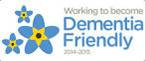 Working to become
Dementia
Friendly
2014-2015